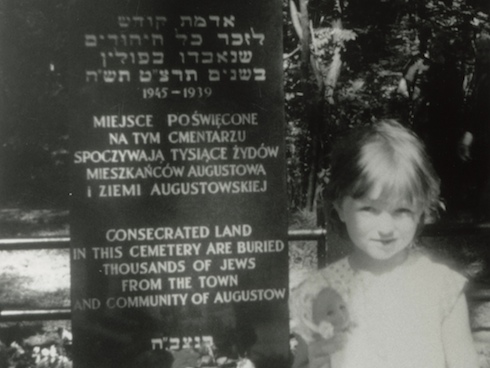 אדמת קודש
לזכר כל היהודים
שנאבדו בפולין
בשנים תרצ"ט תש"ה
1945-1939
MIEJSCE POŚWIĘCONE
NA TYM CMENTARZU
SPOCZYWAJĄ TYSIĄCE ŻYDÓW
MIESZKAŃCÓW AUGUSTOWA
i ZIEMI AUGUSTOWSKIEJ
CONSECRATED LAND
IN THIS CEMETERY ARE BURIED
THOUSANDS OF JEWS
FROM THE TOWN
AND COMMUNITY OF AUGUSTOW
תנצב"ה